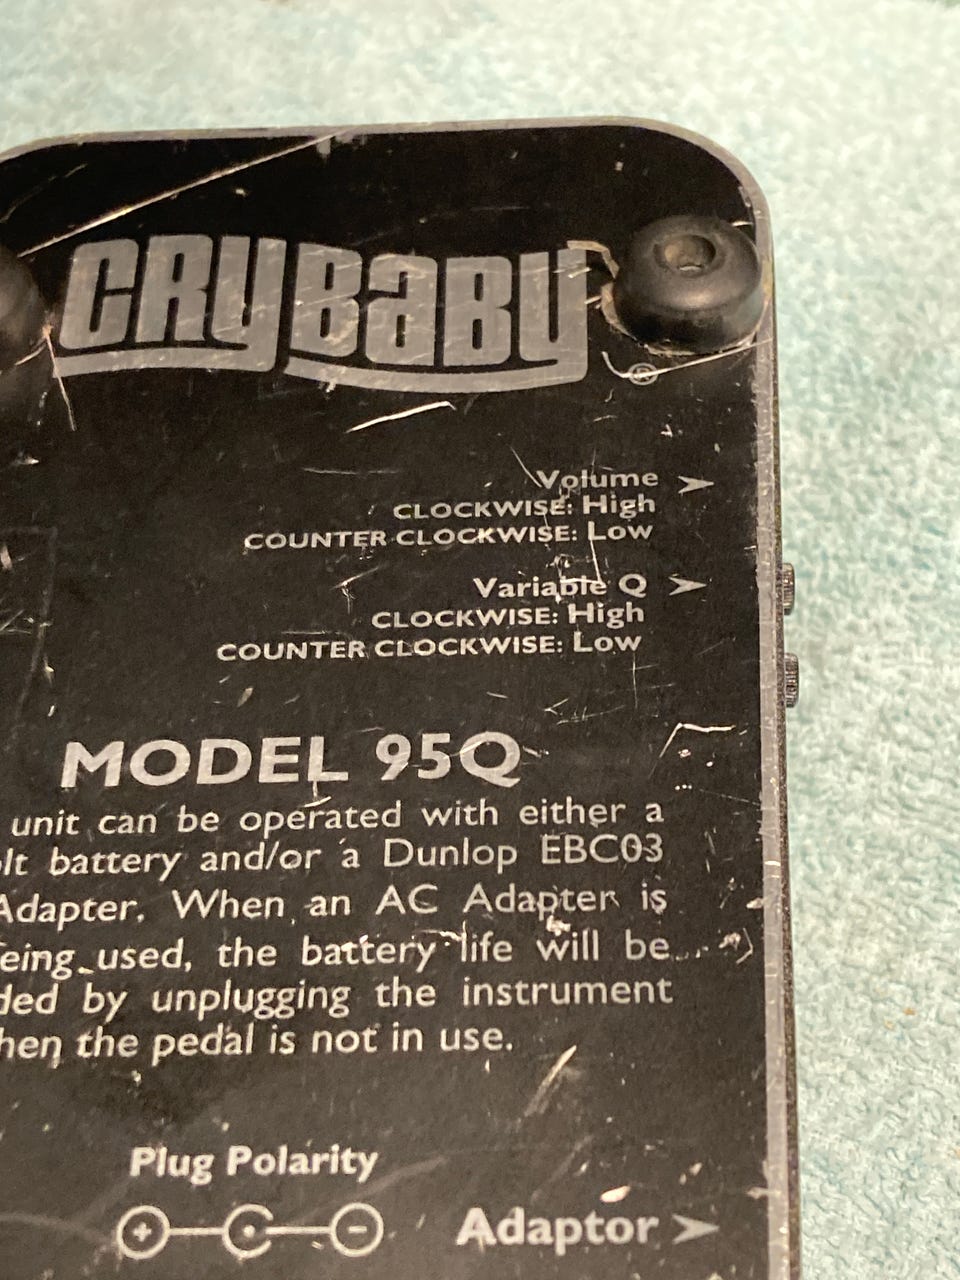 CRYBABY ®
Volume ➤
CLOCKWISE: High
COUNTER CLOCKWISE: Low
Variable Q ➤
CLOCKWISE: High
COUNTER CLOCKWISE: Low
MODEL 95Q
unit can be operated with either a
lt battery and/or a Dunlop EBC03
Adapter. When an AC Adapter is
eing used, the battery life will be
ded by unplugging the instrument
hen the pedal is not in use.
Plug Polarity
+ -
Adaptor ➤